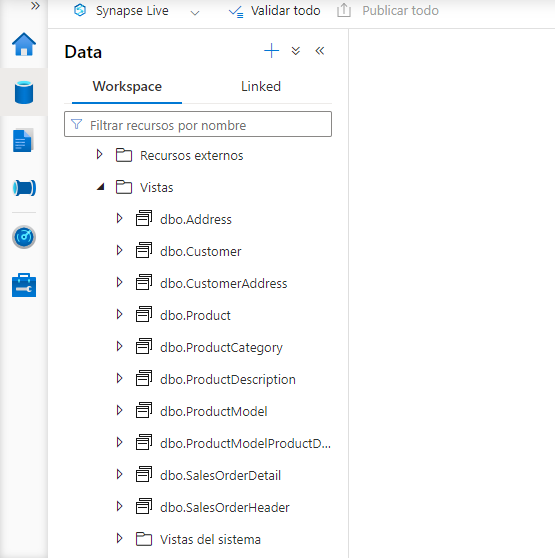 Synapse Live
Validar todo
Publicar todo
Data
Workspace
Linked
Filtrar recursos por nombre
Recursos externos
Vistas
dbo.Address
dbo.Customer
dbo.CustomerAddress
dbo.Product
dbo.ProductCategory
dbo.ProductDescription
dbo.ProductModel
dbo.ProductModelProductD...
dbo.SalesOrderDetail
dbo.SalesOrderHeader
Vistas del sistema